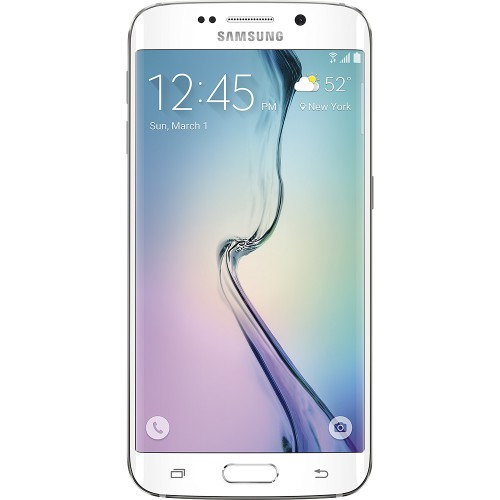 SAMSUNG
12:45 PM
52°
Sun, March 1
New York